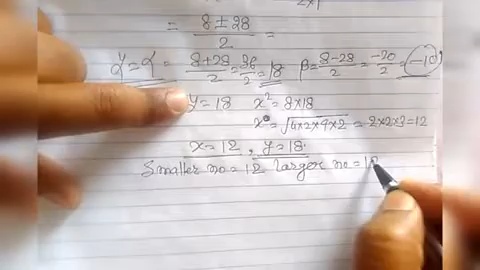 = 8 ± 28 / 2 =
y = α = 8+28/2 = 36/2 = 18 β = 8-28/2 = -20/2 = -10
y = 18 x² = 8×18
x = √4×2×9×2 = 2×2×3 = 12
x = 12, y = 18.
Smaller no = 12 larger no = 18